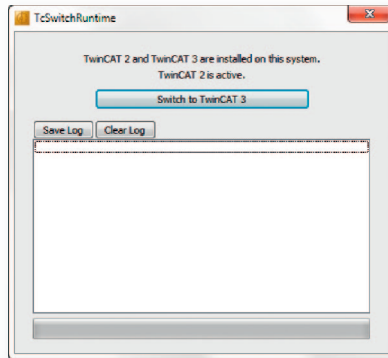 TcSwitchRuntime
TwinCAT 2 and TwinCAT 3 are installed on this system.
TwinCAT 2 is active.
Switch to TwinCAT 3
Save Log Clear Log